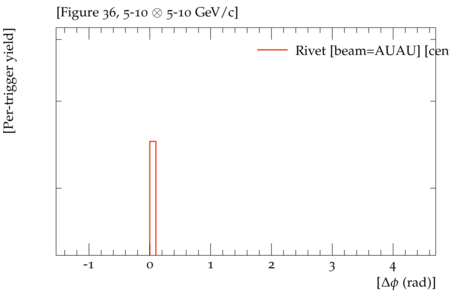 [Figure 36, 5-10 ⊗ 5-10 GeV/c]
[Per-trigger yield]
Rivet [beam=AUAU] [cen
-1 0 1 2 3 4
[Δϕ (rad)]